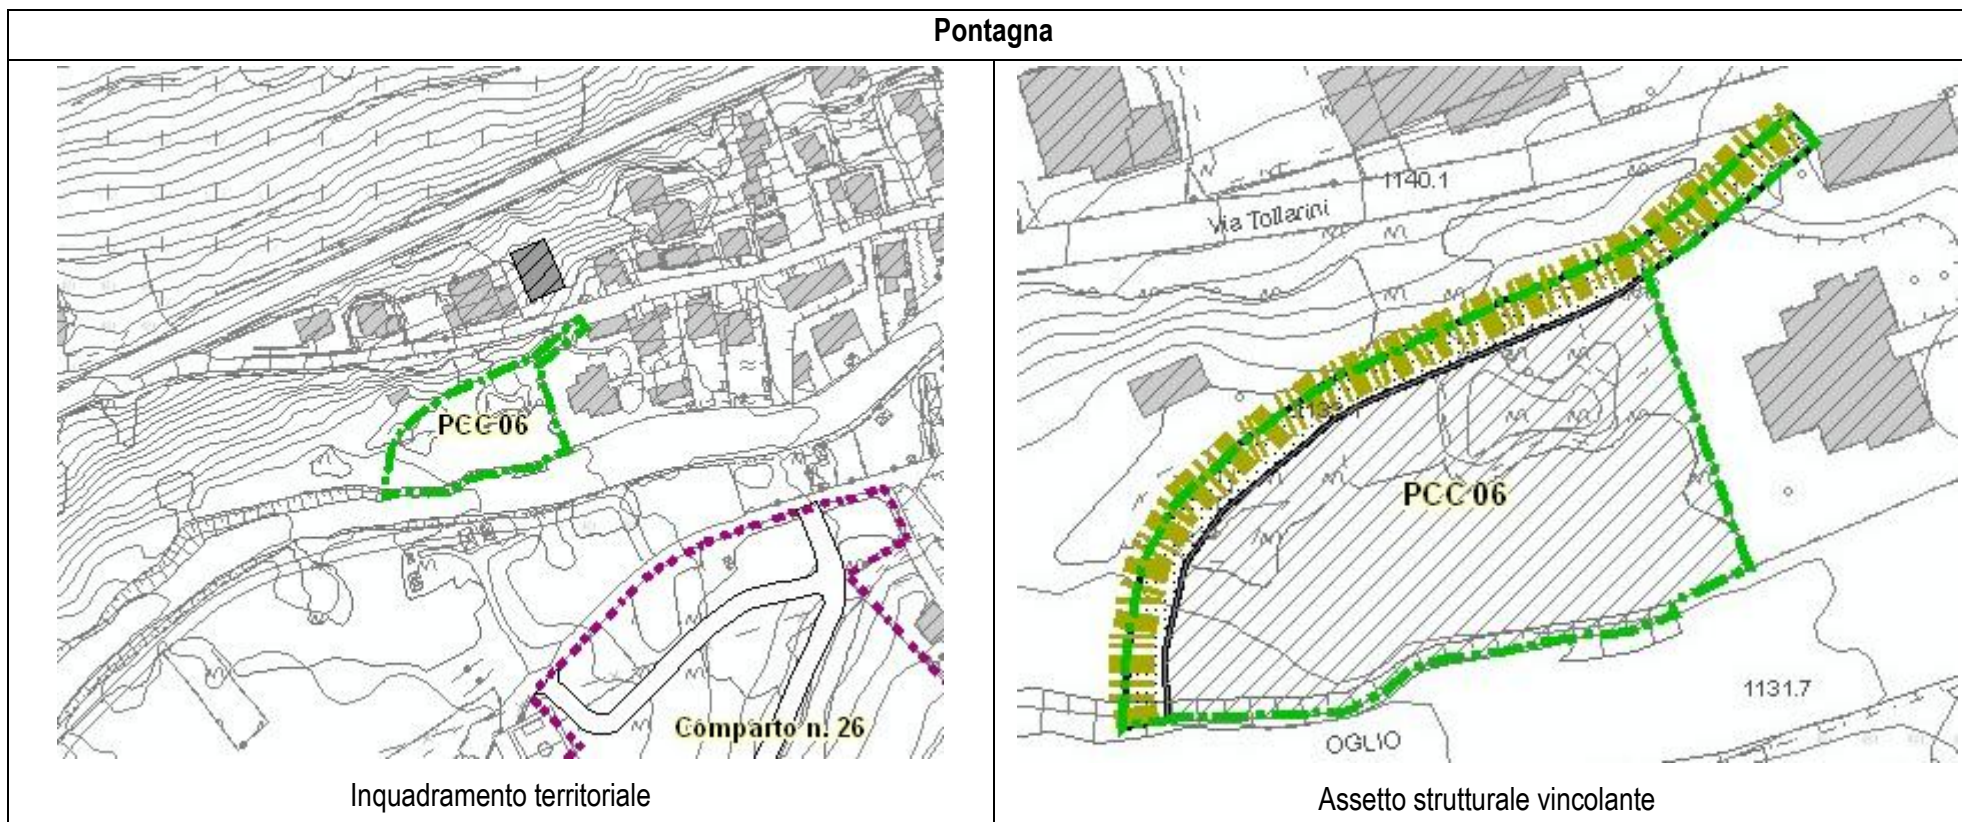 Pontagna
PCC 06
Comparto n. 26
Inquadramento territoriale
1140.1
Via Tollarini
PCC 06
1131.7
OGLIO
Assetto strutturale vincolante